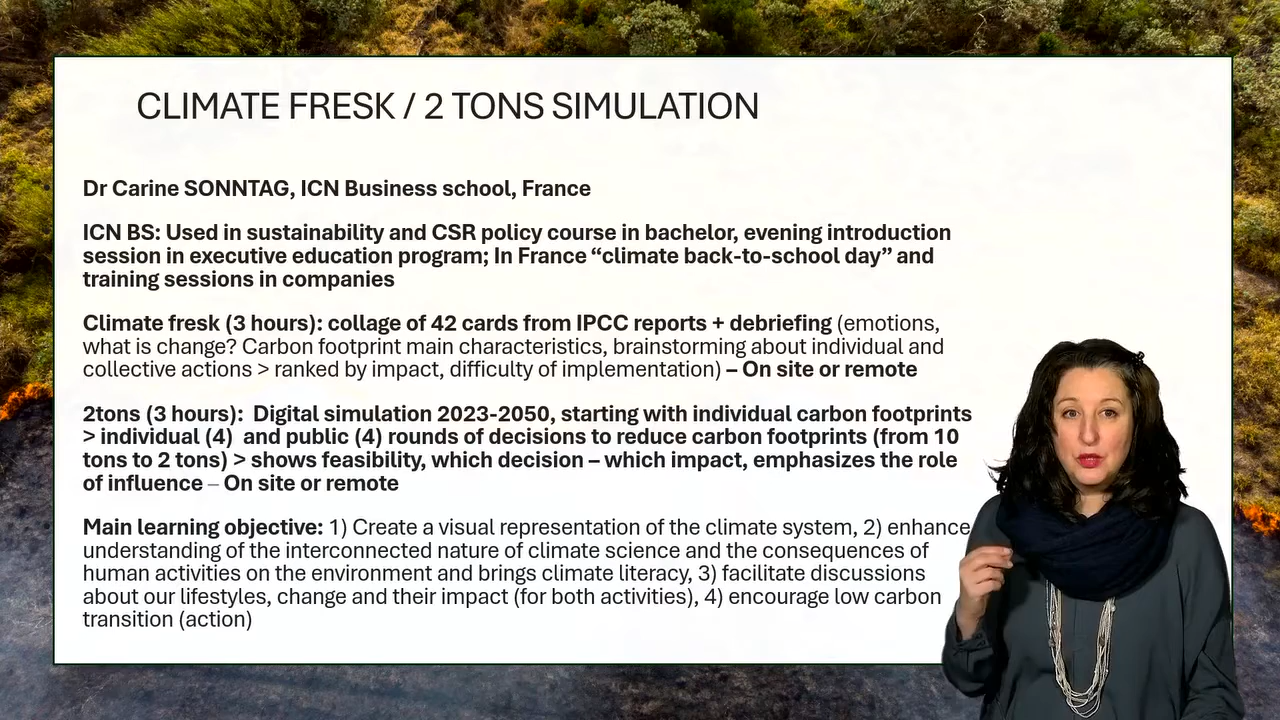 CLIMATE FRESK / 2 TONS SIMULATION
Dr Carine SONNTAG, ICN Business school, France
ICN BS: Used in sustainability and CSR policy course in bachelor, evening introduction
session in executive education program; In France “climate back-to-school day” and
training sessions in companies
Climate fresk (3 hours): collage of 42 cards from IPCC reports + debriefing (emotions,
what is change? Carbon footprint main characteristics, brainstorming about individual and
collective actions > ranked by impact, difficulty of implementation) – On site or remote
2tons (3 hours):  Digital simulation 2023-2050, starting with individual carbon footprints
> individual (4)  and public (4) rounds of decisions to reduce carbon footprints (from 10
tons to 2 tons) > shows feasibility, which decision – which impact, emphasizes the role
of influence – On site or remote
Main learning objective: 1) Create a visual representation of the climate system, 2) enhance
understanding of the interconnected nature of climate science and the consequences of
human activities on the environment and brings climate literacy, 3) facilitate discussions
about our lifestyles, change and their impact (for both activities), 4) encourage low carbon
transition (action)